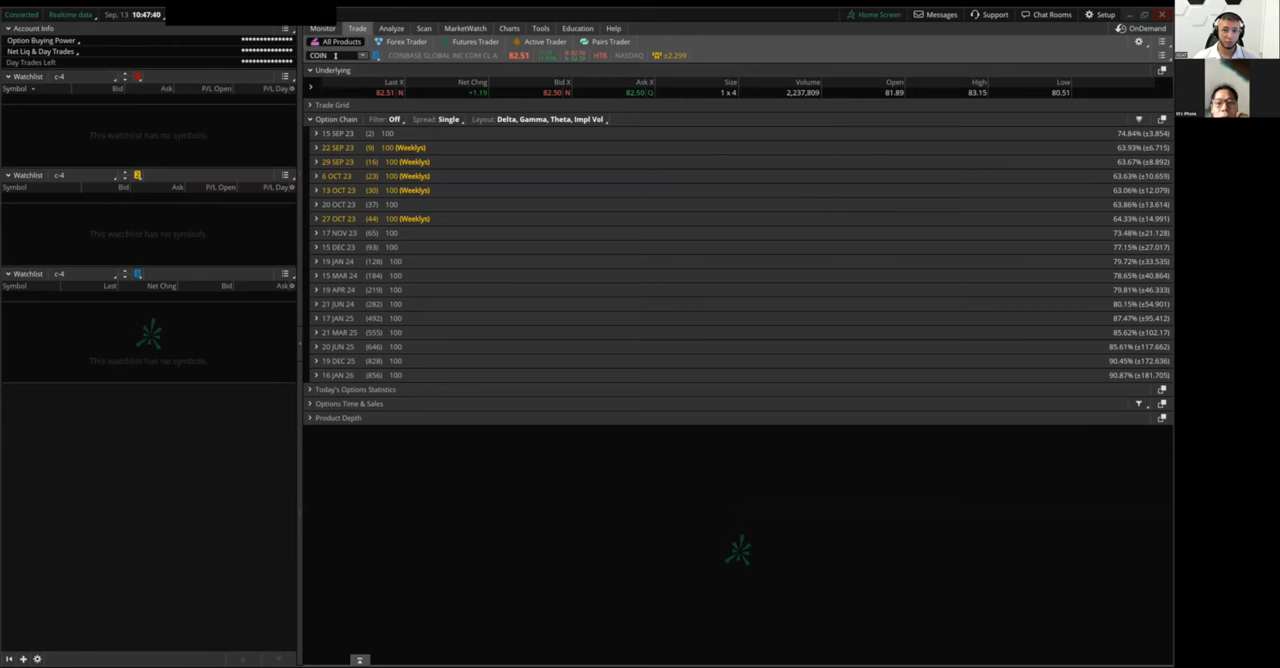 Connected Realtime data Sep, 13 10:47:40 Home Screen Messages Support Chat Rooms Setup
Account Info
Option Buying Power **************
Net Liq & Day Trades **************
Day Trades Left **************
Watchlist c-4
Symbol Bid Ask P/L Open P/L Day
This watchlist has no symbols.
Watchlist c-4 2
Symbol Bid Ask P/L Open P/L Day
This watchlist has no symbols.
Watchlist c-4
Symbol Last Net Chng Bid Ask
This watchlist has no symbols.
Monitor Trade Analyze Scan MarketWatch Charts Tools Education Help OnDemand
All Products Forex Trader Futures Trader Active Trader Pairs Trader
COIN COINBASE GLOBAL INC COM CL A 82.51 HTB NASDAQ ±2.299
Underlying
Last X Net Chng Bid X Ask X Size Volume Open High Low
82.51 N +1.19 82.50 N 82.59 Q 1 x 4 2,237,809 81.89 83.15 80.51
Trade Grid
Option Chain Filter: Off Spread: Single Layout: Delta, Gamma, Theta, Impl Vol
15 SEP 23 (2) 100 74.84% (±3.854)
22 SEP 23 (9) 100 (Weeklys) 63.93% (±6.715)
29 SEP 23 (16) 100 (Weeklys) 63.67% (±8.892)
6 OCT 23 (23) 100 (Weeklys) 63.63% (±10.659)
13 OCT 23 (30) 100 (Weeklys) 63.06% (±12.079)
20 OCT 23 (37) 100 63.86% (±13.614)
27 OCT 23 (44) 100 (Weeklys) 64.33% (±14.991)
17 NOV 23 (65) 100 73.48% (±21.128)
15 DEC 23 (93) 100 77.15% (±27.017)
19 JAN 24 (128) 100 79.72% (±33.535)
15 MAR 24 (184) 100 78.65% (±40.864)
19 APR 24 (219) 100 79.81% (±46.333)
21 JUN 24 (282) 100 80.15% (±54.901)
17 JAN 25 (492) 100 87.47% (±95.412)
21 MAR 25 (555) 100 85.62% (±102.17)
20 JUN 25 (646) 100 85.61% (±117.662)
19 DEC 25 (828) 100 90.45% (±172.636)
16 JAN 26 (856) 100 90.87% (±181.705)
Today's Options Statistics
Options Time & Sales
Product Depth